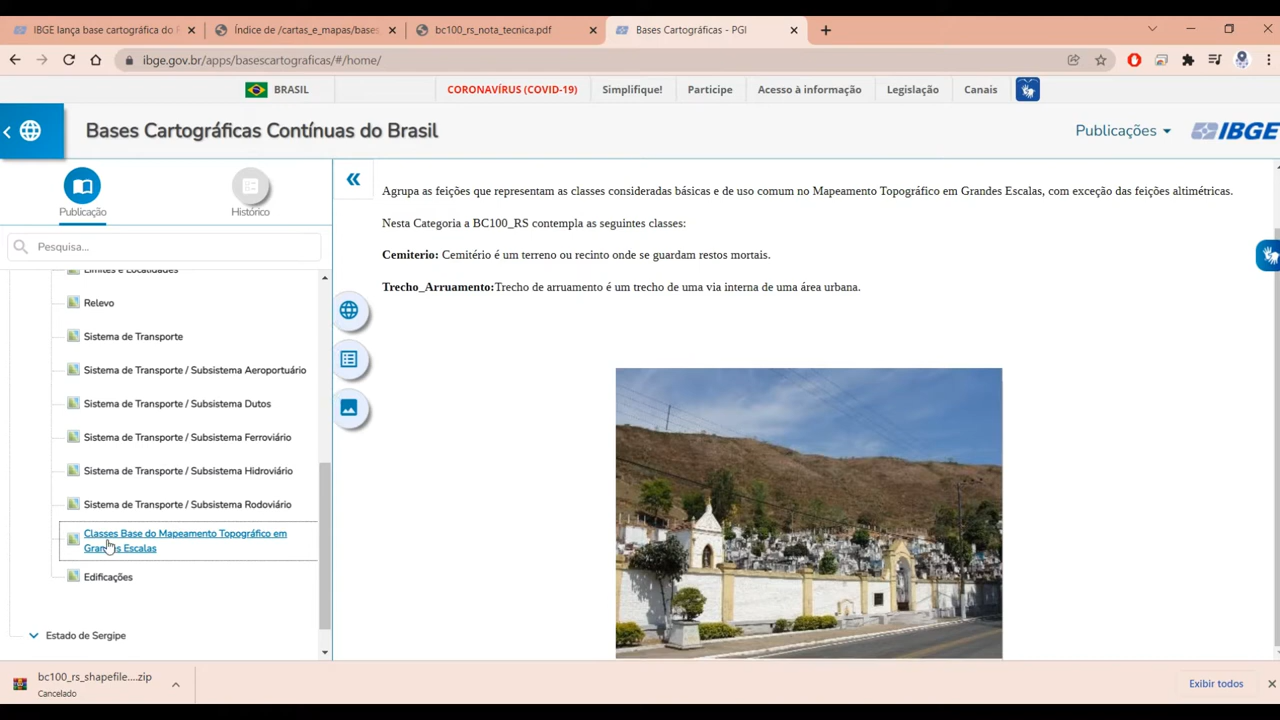 IBGE lança base cartográfica do
Índice de /cartas_e_mapas/bases
bc100_rs_nota_tecnica.pdf
Bases Cartográficas - PGI
ibge.gov.br/apps/basescartograficas/#/home/
BRASIL
CORONAVÍRUS (COVID-19)
Simplifique!
Participe
Acesso à informação
Legislação
Canais
Bases Cartográficas Contínuas do Brasil
Publicações
IBGE
Publicação
Histórico
Pesquisa...
Limites e Localidades
Relevo
Sistema de Transporte
Sistema de Transporte / Subsistema Aeroportuário
Sistema de Transporte / Subsistema Dutos
Sistema de Transporte / Subsistema Ferroviário
Sistema de Transporte / Subsistema Hidroviário
Sistema de Transporte / Subsistema Rodoviário
Classes Base do Mapeamento Topográfico em
Grandes Escalas
Edificações
Estado de Sergipe
Agrupa as feições que representam as classes consideradas básicas e de uso comum no Mapeamento Topográfico em Grandes Escalas, com exceção das feições altimétricas.
Nesta Categoria a BC100_RS contempla as seguintes classes:
Cemiterio: Cemitério é um terreno ou recinto onde se guardam restos mortais.
Trecho_Arruamento:Trecho de arruamento é um trecho de uma via interna de uma área urbana.
bc100_rs_shapefile....zip
Cancelado
Exibir todos